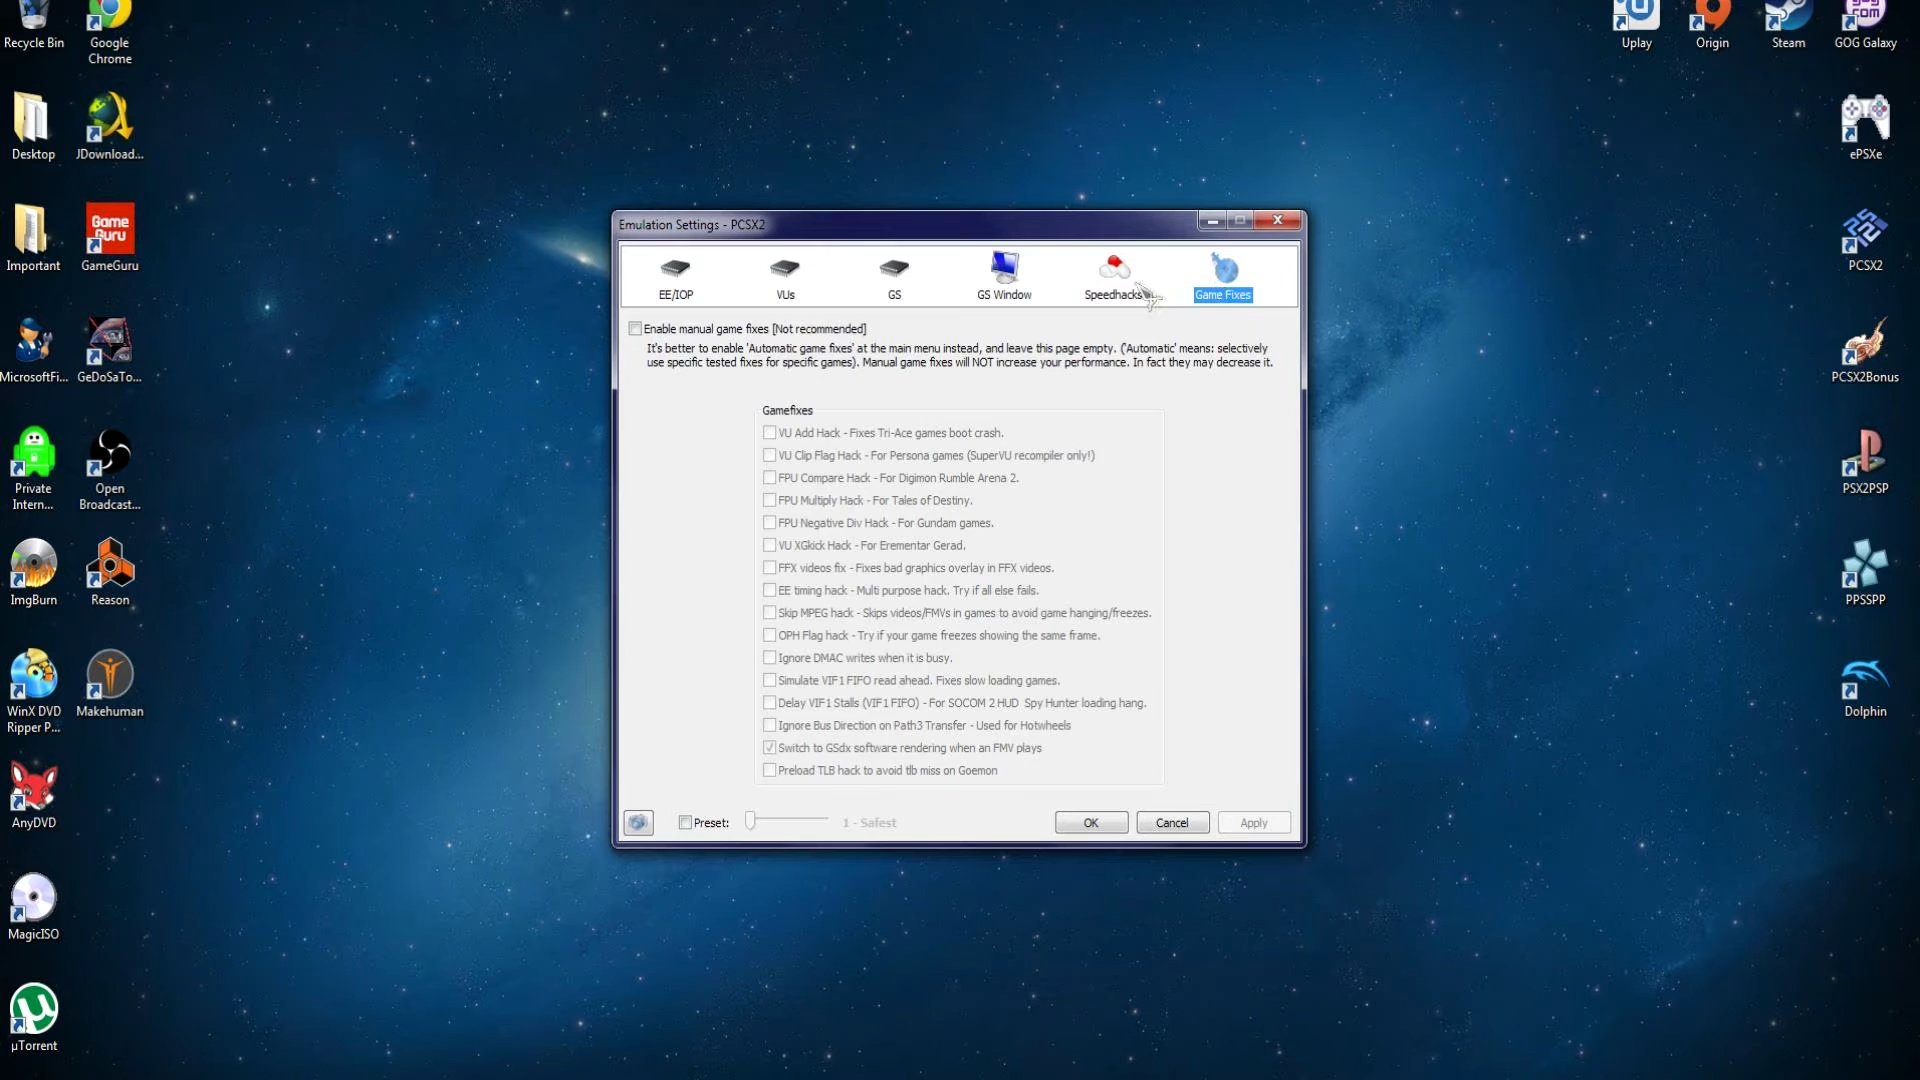 Recycle Bin
Google
Chrome
Desktop
JDownload...
Important
Game
Guru
GameGuru
MicrosoftFi...
GeDoSaTo...
Private
Intern...
Open
Broadcast...
ImgBurn
Reason
WinX DVD
Ripper P...
Makehuman
AnyDVD
MagicISO
µTorrent
Uplay
Origin
Steam
GOG Galaxy
ePSXe
PCSX2
PCSX2Bonus
PSX2PSP
PPSSPP
Dolphin
Emulation Settings - PCSX2
EE/IOP
VUs
GS
GS Window
Speedhacks
Game Fixes
Enable manual game fixes [Not recommended]
It's better to enable 'Automatic game fixes' at the main menu instead, and leave this page empty. ('Automatic' means: selectively
use specific tested fixes for specific games). Manual game fixes will NOT increase your performance. In fact they may decrease it.
Gamefixes
VU Add Hack - Fixes Tri-Ace games boot crash.
VU Clip Flag Hack - For Persona games (SuperVU recompiler only!)
FPU Compare Hack - For Digimon Rumble Arena 2.
FPU Multiply Hack - For Tales of Destiny.
FPU Negative Div Hack - For Gundam games.
VU XGkick Hack - For Erementar Gerad.
FFX videos fix - Fixes bad graphics overlay in FFX videos.
EE timing hack - Multi purpose hack. Try if all else fails.
Skip MPEG hack - Skips videos/FMVs in games to avoid game hanging/freezes.
OPH Flag hack - Try if your game freezes showing the same frame.
Ignore DMAC writes when it is busy.
Simulate VIF1 FIFO read ahead. Fixes slow loading games.
Delay VIF1 Stalls (VIF1 FIFO) - For SOCOM 2 HUD  Spy Hunter loading hang.
Ignore Bus Direction on Path3 Transfer - Used for Hotwheels
Switch to GSdx software rendering when an FMV plays
Preload TLB hack to avoid tlb miss on Goemon
Preset:
1 - Safest
OK
Cancel
Apply